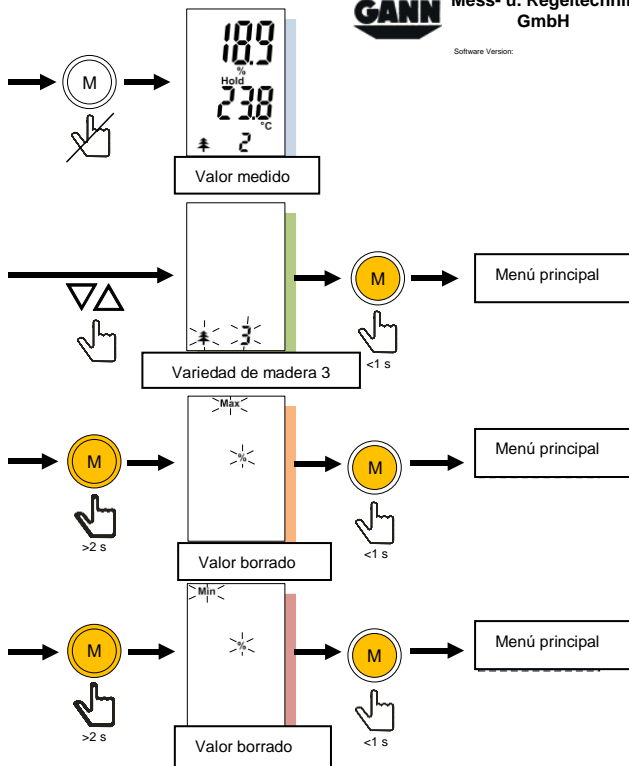 GANN
Mess- u. Regeltechnik
GmbH
Software Version:
M
18.9
%
Hold
23.8
°C
2
Valor medido
M
Menú principal
3
<1 s
Variedad de madera 3
Max
M
%
M
Menú principal
>2 s
<1 s
Valor borrado
Min
M
%
M
Menú principal
>2 s
<1 s
Valor borrado